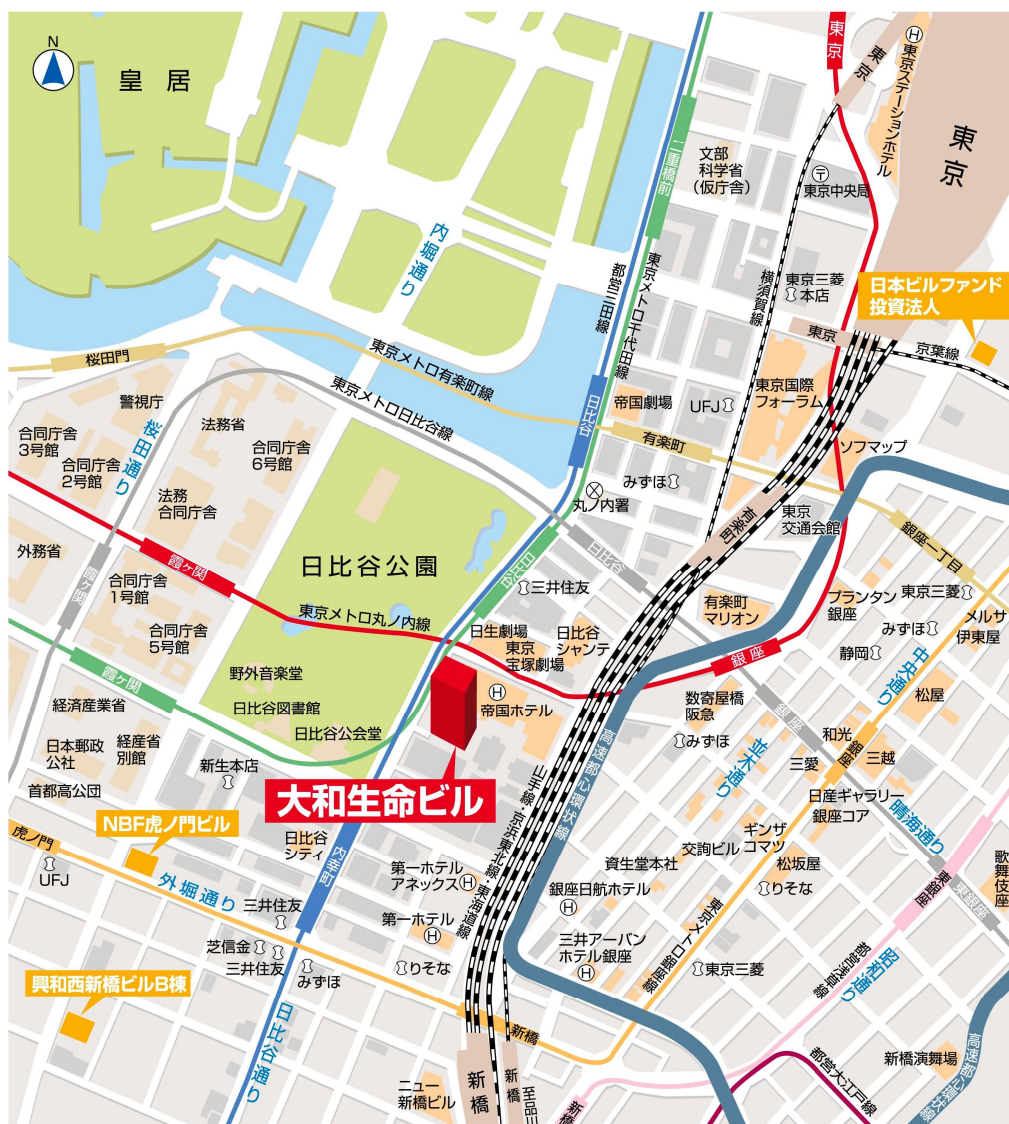 N
皇居
内堀通り
東京
東京
東京
H
東京ステーションホテル
二重橋前
文部
科学省
(仮庁舎)
〒
東京中央局
都営三田線
東京メトロ千代田線
横須賀線
東京三菱
本店
日本ビルファンド
投資法人
東京
京葉線
桜田門
東京メトロ有楽町線
東京メトロ日比谷線
日比谷
帝国劇場
UFJ
東京国際
フォーラム
有楽町
ソフマップ
警視庁
桜田通り
法務省
合同庁舎
3号館
合同庁舎
2号館
合同庁舎
6号館
法務
合同庁舎
みずほ
丸ノ内署
有楽町
東京
交通会館
銀座一丁目
外務省
霞ヶ関
霞ヶ関
合同庁舎
1号館
合同庁舎
5号館
日比谷公園
東京メトロ丸ノ内線
日比谷
日比谷
三井住友
日生劇場
東京
宝塚劇場
日比谷
シャンテ
有楽町
マリオン
プランタン
銀座
東京三菱
みずほ
メルサ
伊東屋
静岡
中央通り
銀座
霞ヶ関
野外音楽堂
日比谷図書館
日比谷公会堂
H
帝国ホテル
数寄屋橋
阪急
みずほ
銀座
並木通り
和光
銀座
松屋
三愛
三越
経済産業省
日本郵政
公社
経産省
別館
新生本店
首都高公団
大和生命ビル
高速都心環状線
山手線・京浜東北線・東海道線
日産ギャラリー
銀座コア
晴海通り
NBF虎ノ門ビル
虎ノ門
UFJ
外堀通り
日比谷
シティ
内幸町
第一ホテル
アネックス
H
第一ホテル
H
資生堂本社
交詢ビル
ギンザ
コマツ
松坂屋
りそな
銀座日航ホテル
H
東京メトロ銀座線
東銀座
東銀座
歌舞伎座
三井住友
芝信金
三井住友
みずほ
りそな
三井アーバン
ホテル銀座
H
東京三菱
都営浅草線
昭和通り
興和西新橋ビルB棟
日比谷通り
新橋
新橋
新橋
至品川
ニュー
新橋ビル
新橋
都営大江戸線
新橋演舞場
高速都心環状線